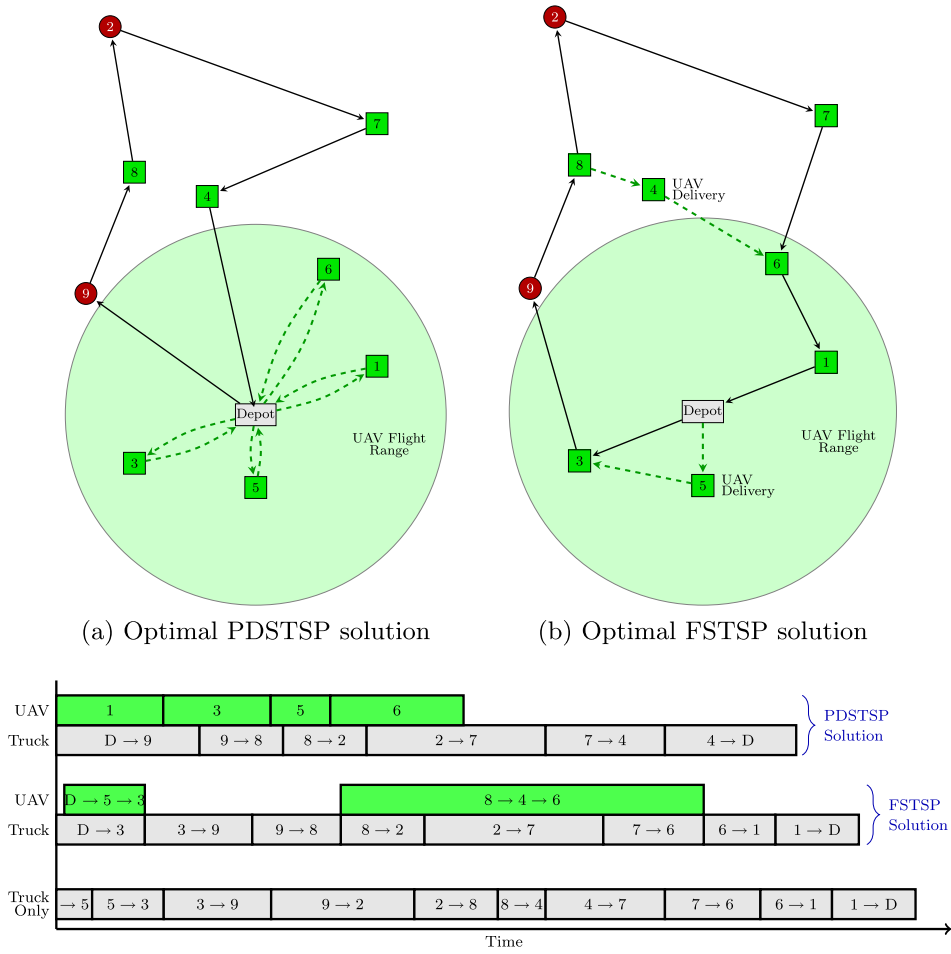 2
7
8
4
6
9
1
Depot
UAV Flight
Range
3
5
(a) Optimal PDSTSP solution
2
7
8
4
UAV
Delivery
6
9
1
Depot
UAV Flight
Range
3
5
UAV
Delivery
(b) Optimal FSTSP solution
UAV 1 3 5 6
Truck D → 9 9 → 8 8 → 2 2 → 7 7 → 4 4 → D
PDSTSP
Solution
UAV D → 5 → 3 8 → 4 → 6
Truck D → 3 3 → 9 9 → 8 8 → 2 2 → 7 7 → 6 6 → 1 1 → D
FSTSP
Solution
Truck
Only
→ 5 5 → 3 3 → 9 9 → 2 2 → 8 8 → 4 4 → 7 7 → 6 6 → 1 1 → D
Time